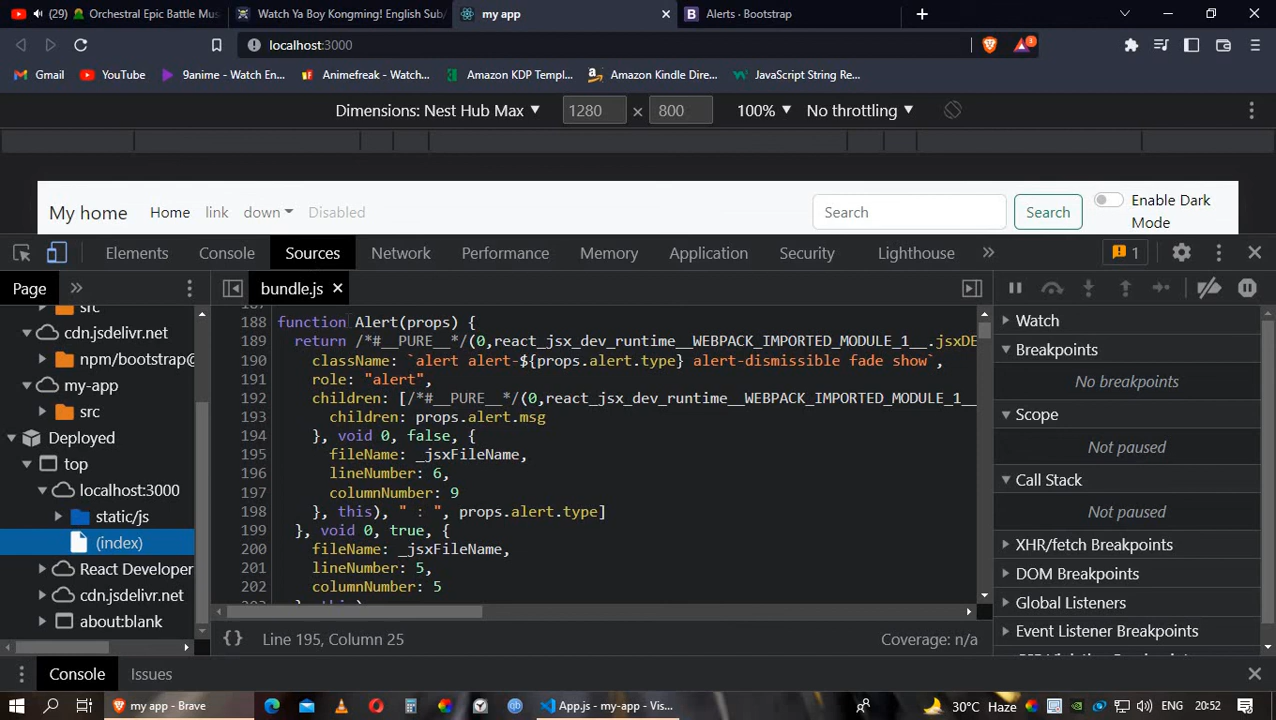 (29) Orchestral Epic Battle Mus
Watch Ya Boy Kongming! English Sub/
my app
Alerts · Bootstrap
localhost:3000
3
Gmail
YouTube
9anime - Watch En...
Animefreak - Watch...
Amazon KDP Templ...
Amazon Kindle Dire...
JavaScript String Re...
Dimensions: Nest Hub Max
1280 × 800
100%
No throttling
My home
Home
link
down
Disabled
Search
Search
Enable Dark
Mode
Elements
Console
Sources
Network
Performance
Memory
Application
Security
Lighthouse
1
Page
bundle.js
src
cdn.jsdelivr.net
npm/bootstrap@
my-app
src
Deployed
top
localhost:3000
static/js
(index)
React Developer
cdn.jsdelivr.net
about:blank
188 function Alert(props) {
189 return /*#__PURE__*/(0,react_jsx_dev_runtime__WEBPACK_IMPORTED_MODULE_1__.jsxDE
190 className: `alert alert-${props.alert.type} alert-dismissible fade show`,
191 role: "alert",
192 children: [/*#__PURE__*/(0,react_jsx_dev_runtime__WEBPACK_IMPORTED_MODULE_1__
193 children: props.alert.msg
194 }, void 0, false, {
195 fileName: _jsxFileName,
196 lineNumber: 6,
197 columnNumber: 9
198 }, this), " : ", props.alert.type]
199 }, void 0, true, {
200 fileName: _jsxFileName,
201 lineNumber: 5,
202 columnNumber: 5
{} Line 195, Column 25
Coverage: n/a
Watch
Breakpoints
No breakpoints
Scope
Not paused
Call Stack
Not paused
XHR/fetch Breakpoints
DOM Breakpoints
Global Listeners
Event Listener Breakpoints
Console
Issues
my app - Brave
App.js - my-app - Vis...
30°C Haze
ENG
20:52